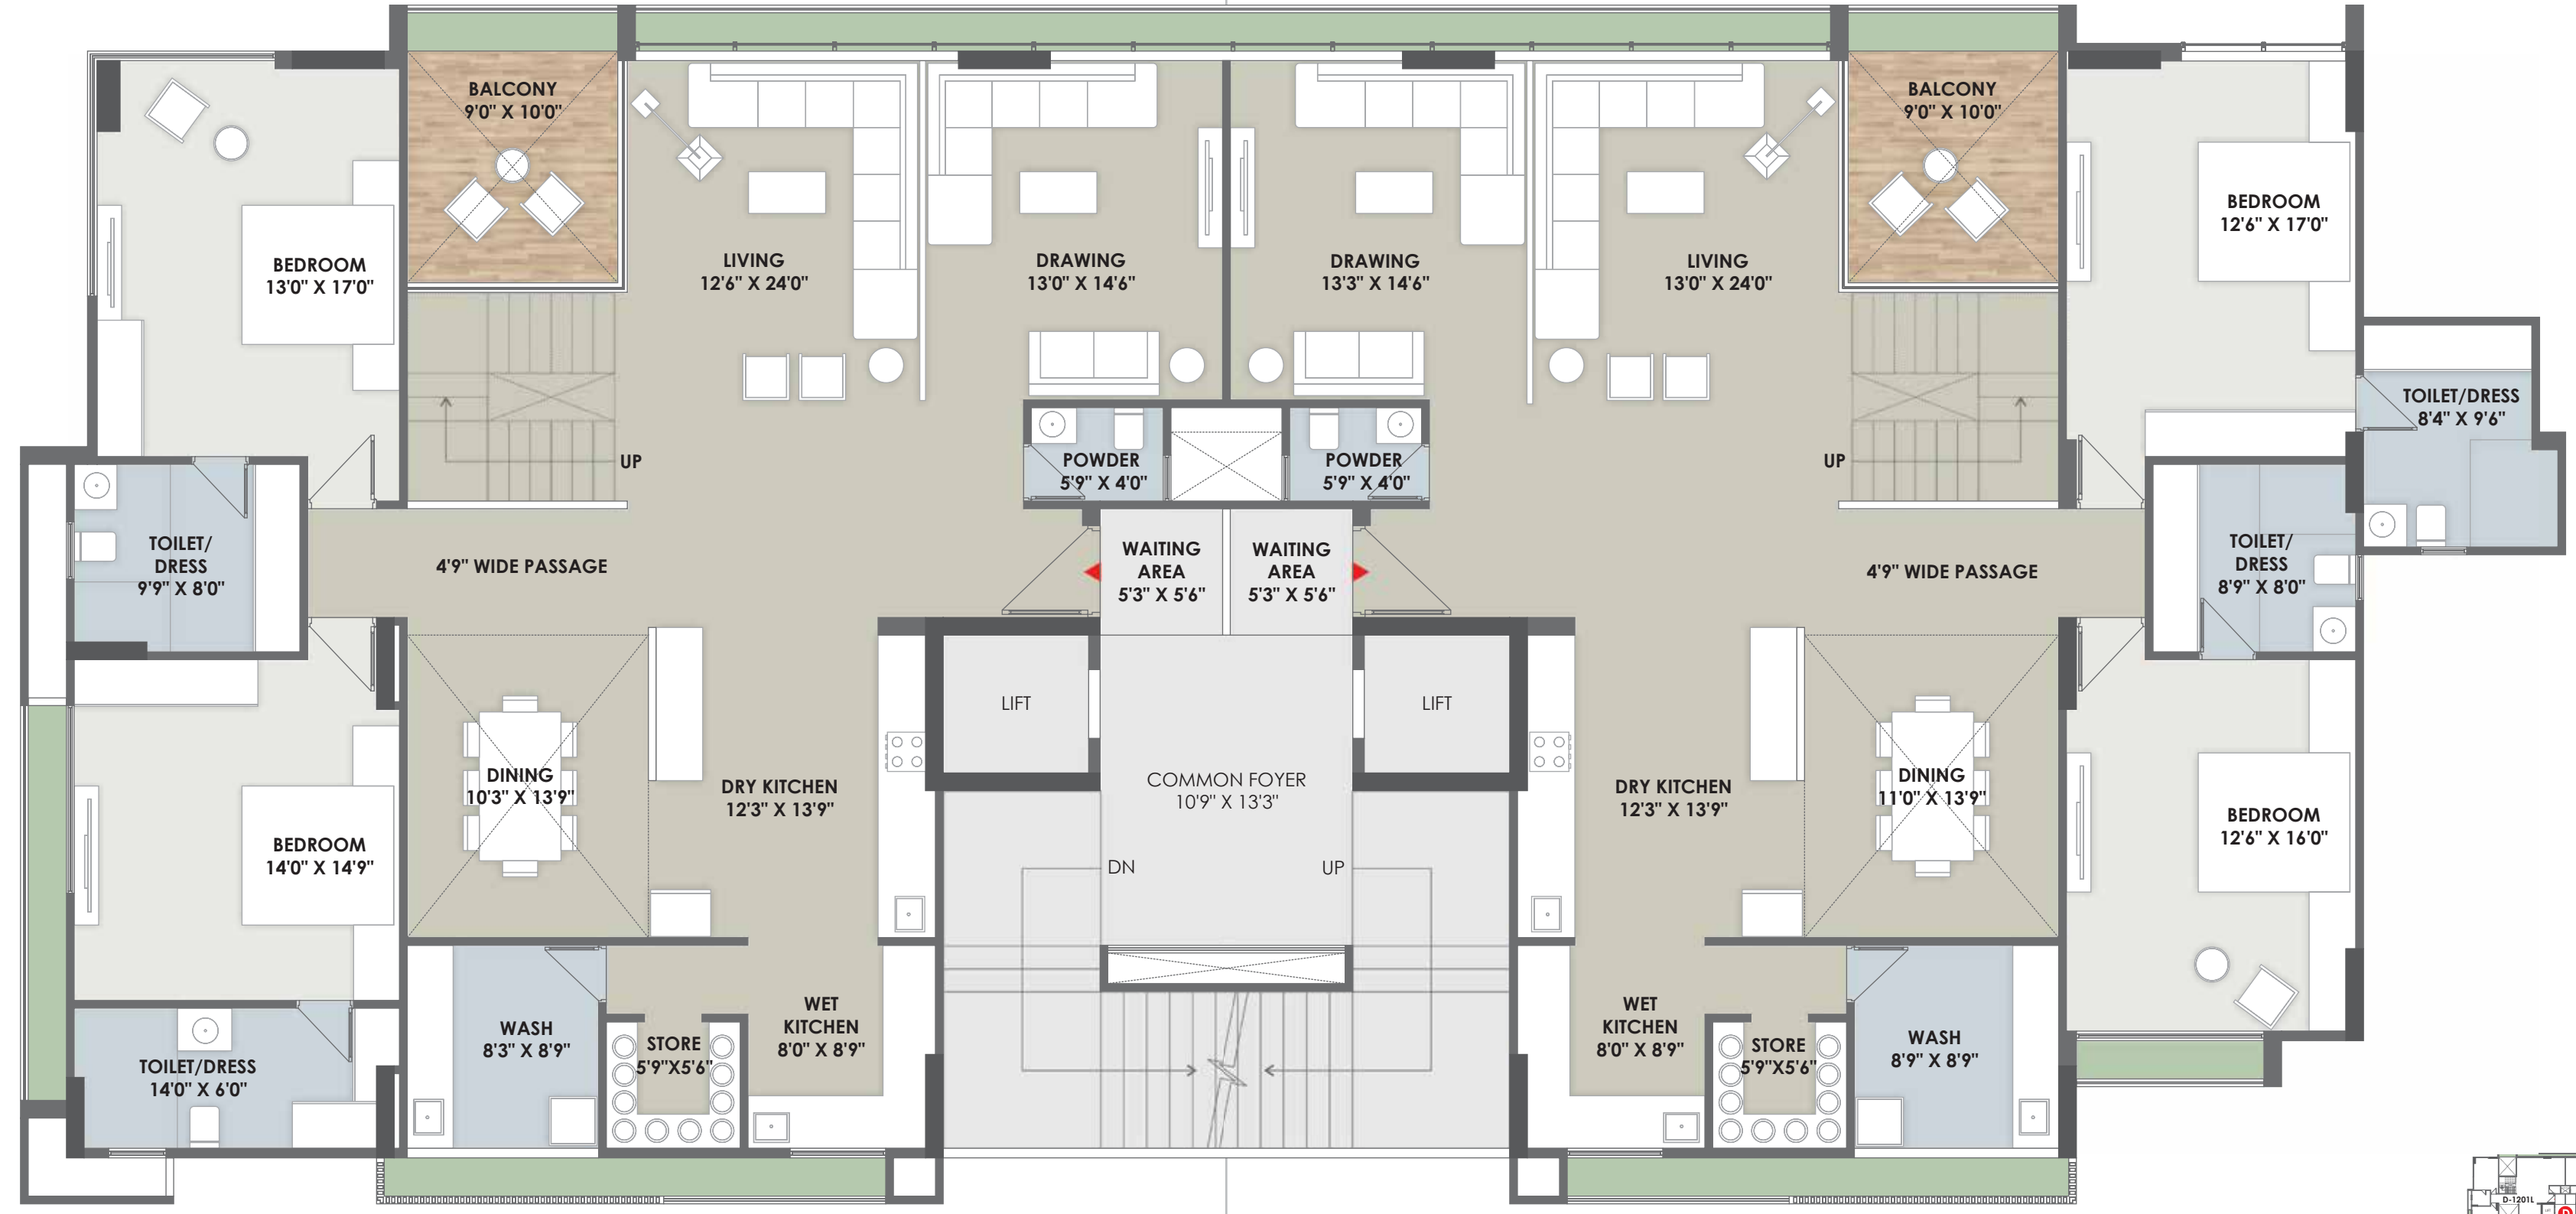 BALCONY
9'0" X 10'0"
BALCONY
9'0" X 10'0"
BEDROOM
13'0" X 17'0"
LIVING
12'6" X 24'0"
DRAWING
13'0" X 14'6"
DRAWING
13'3" X 14'6"
LIVING
13'0" X 24'0"
BEDROOM
12'6" X 17'0"
TOILET/DRESS
8'4" X 9'6"
UP
POWDER
5'9" X 4'0"
POWDER
5'9" X 4'0"
UP
TOILET/
DRESS
9'9" X 8'0"
4'9" WIDE PASSAGE
WAITING
AREA
5'3" X 5'6"
WAITING
AREA
5'3" X 5'6"
4'9" WIDE PASSAGE
TOILET/
DRESS
8'9" X 8'0"
LIFT
LIFT
COMMON FOYER
10'9" X 13'3"
DINING
10'3" X 13'9"
DRY KITCHEN
12'3" X 13'9"
DRY KITCHEN
12'3" X 13'9"
DINING
11'0" X 13'9"
BEDROOM
14'0" X 14'9"
BEDROOM
12'6" X 16'0"
DN
UP
WASH
8'3" X 8'9"
STORE
5'9"X5'6"
WET
KITCHEN
8'0" X 8'9"
WET
KITCHEN
8'0" X 8'9"
STORE
5'9"X5'6"
WASH
8'9" X 8'9"
TOILET/DRESS
14'0" X 6'0"
D-1201L